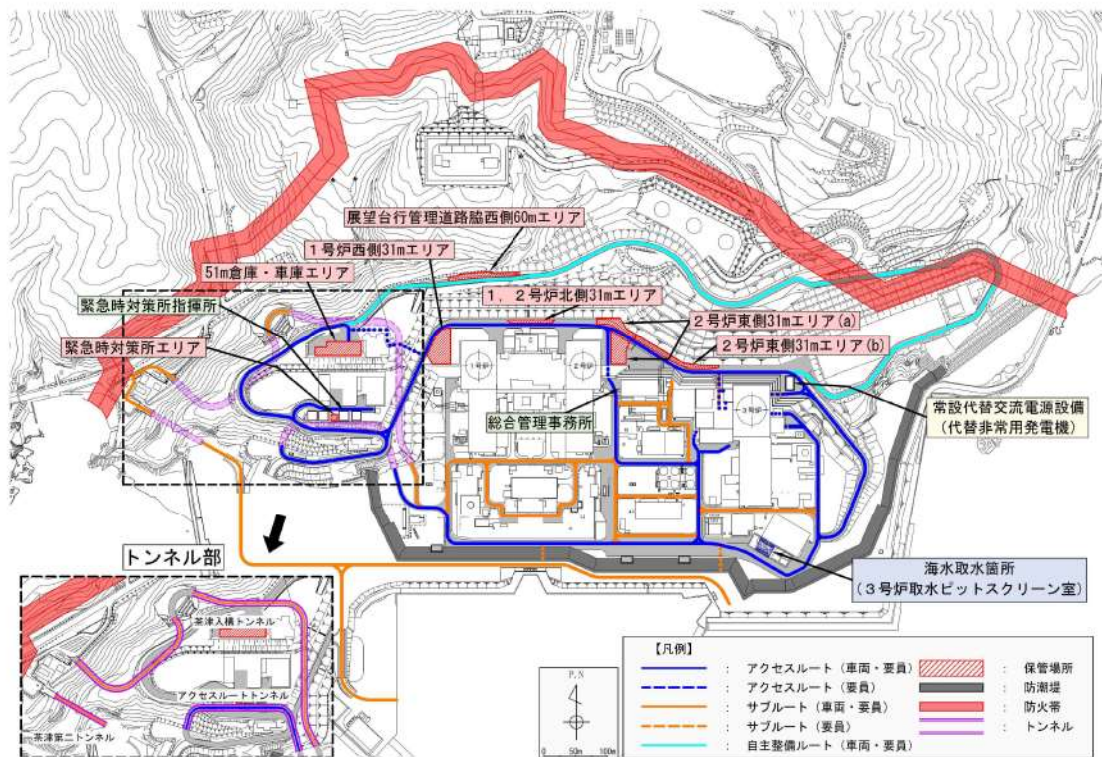 展望台行管理道路脇西側60mエリア
1号炉西側31mエリア
51m倉庫・車庫エリア
緊急時対策所指揮所
緊急時対策所エリア
1,2号炉北側31mエリア
2号炉東側31mエリア(a)
2号炉東側31mエリア(b)
1号炉
2号炉
3号炉
総合管理事務所
常設代替交流電源設備
(代替非常用発電機)
海水取水箇所
(3号炉取水ピットスクリーン室)
トンネル部
茶津入構トンネル
アクセスルートトンネル
茶津第二トンネル
P.N
0 50m 100m
【凡例】
: アクセスルート(車両・要員)
: アクセスルート(要員)
: サブルート(車両・要員)
: サブルート(要員)
: 自主整備ルート(車両・要員)
: 保管場所
: 防潮堤
: 防火帯
: トンネル